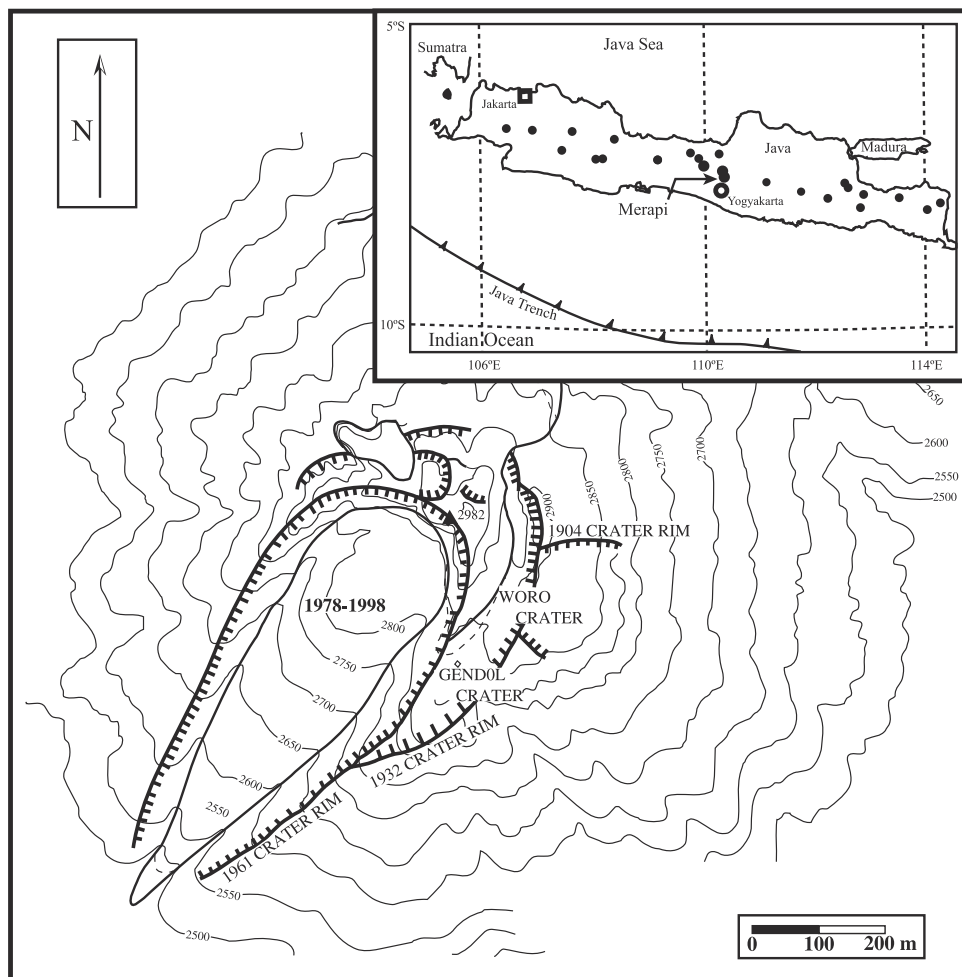 N
5ºS
Sumatra
Java Sea
Jakarta
Java
Madura
Merapi
Yogyakarta
Java Trench
10ºS
Indian Ocean
106ºE
110ºE
114ºE
2650
2600
2550
2500
2700
2750
2800
2850
2900
2982
1904 CRATER RIM
WORO
CRATER
1978-1998
2800
2750
GEND0L
CRATER
2700
2650
1932 CRATER RIM
2600
2550
1961 CRATER RIM
2550
2500
0 100 200 m